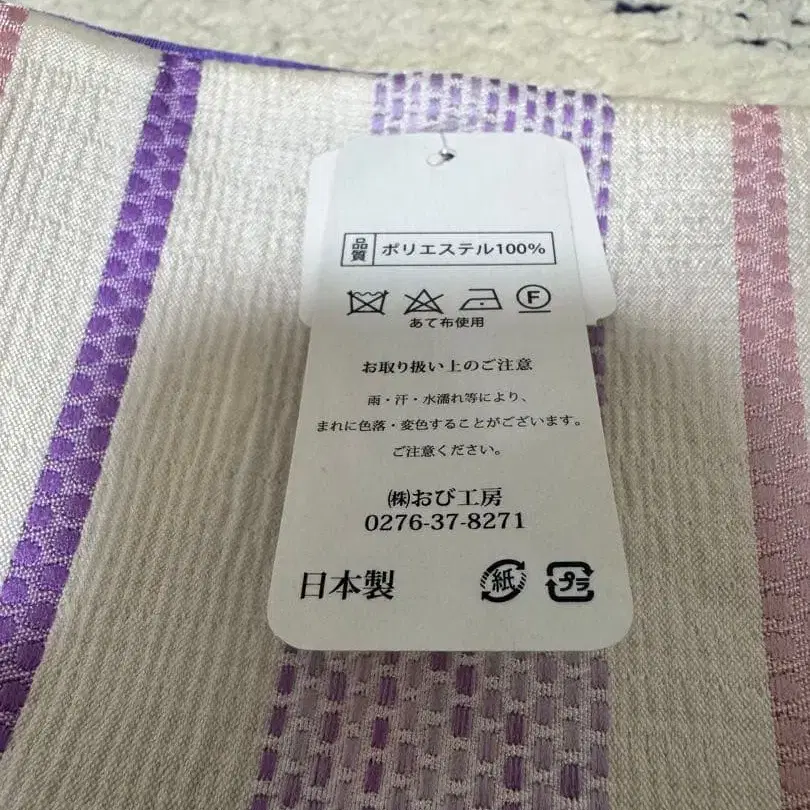 品質 ポリエステル100%
F
あて布使用
お取り扱い上のご注意
雨・汗・水濡れ等により、
まれに色落・変色することがございます。
ご注意ください。
㈱おび工房
0276-37-8271
日本製 紙 プラ